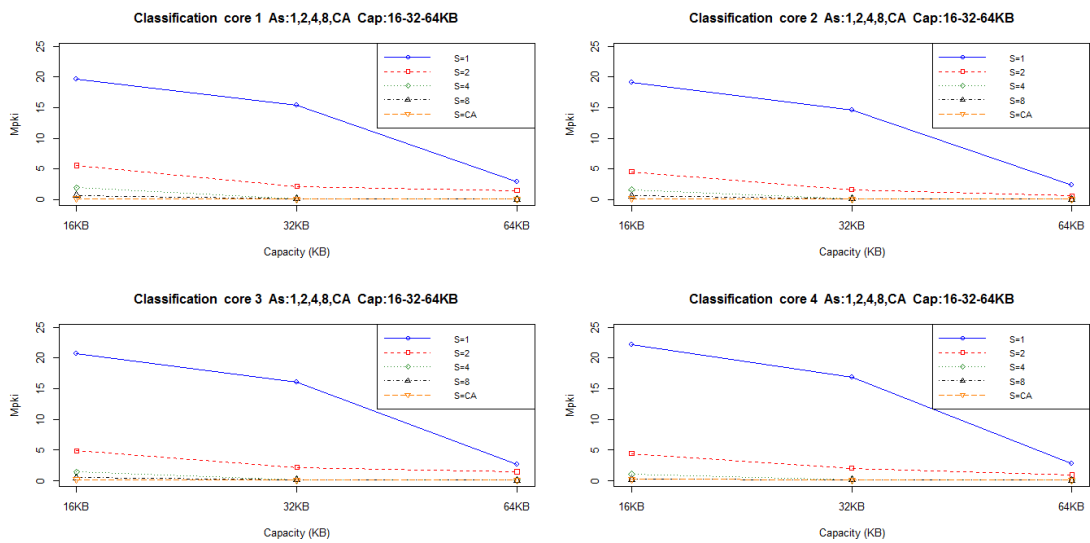 Classification core 1 As:1,2,4,8,CA Cap:16-32-64KB
25
20
15
10
5
0
Mpki
S=1
S=2
S=4
S=8
S=CA
16KB 32KB 64KB
Capacity (KB)
Classification core 2 As:1,2,4,8,CA Cap:16-32-64KB
25
20
15
10
5
0
Mpki
S=1
S=2
S=4
S=8
S=CA
16KB 32KB 64KB
Capacity (KB)
Classification core 3 As:1,2,4,8,CA Cap:16-32-64KB
25
20
15
10
5
0
Mpki
S=1
S=2
S=4
S=8
S=CA
16KB 32KB 64KB
Capacity (KB)
Classification core 4 As:1,2,4,8,CA Cap:16-32-64KB
25
20
15
10
5
0
Mpki
S=1
S=2
S=4
S=8
S=CA
16KB 32KB 64KB
Capacity (KB)